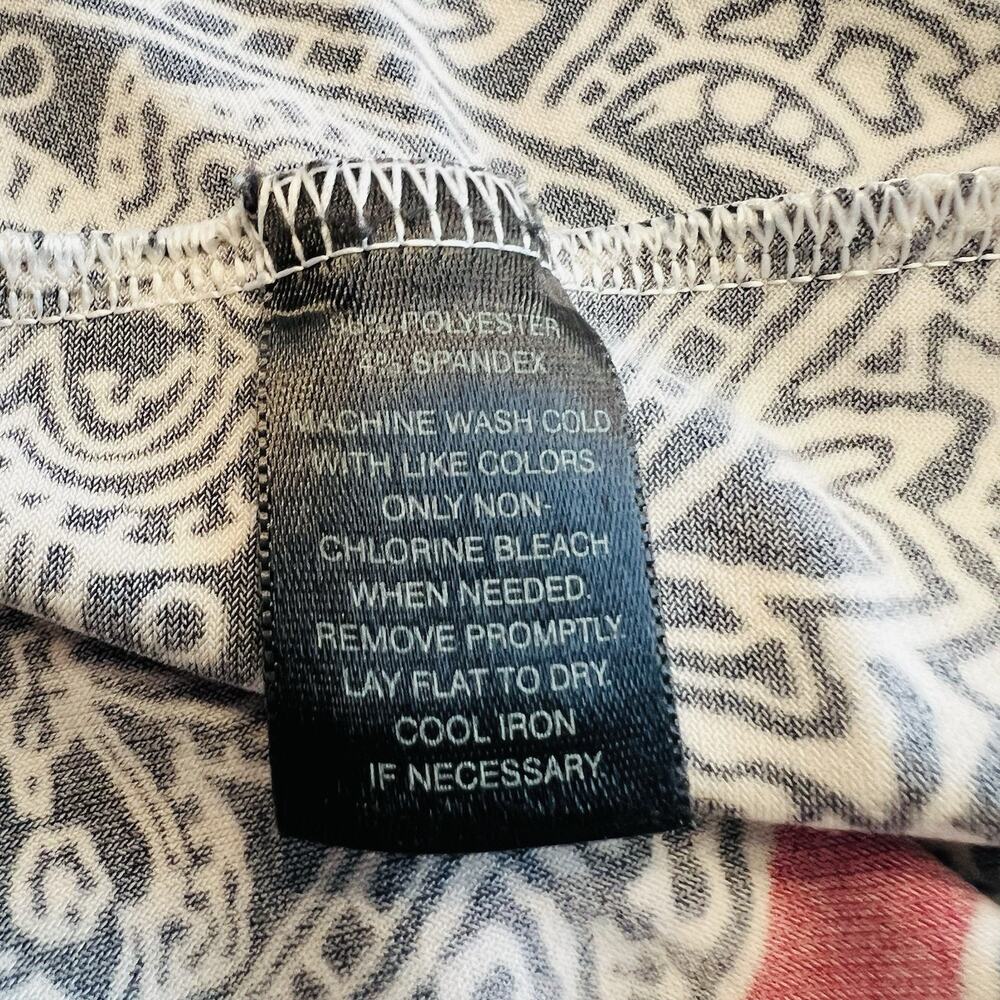 POLYESTER
4% SPANDEX
MACHINE WASH COLD
WITH LIKE COLORS.
ONLY NON-
CHLORINE BLEACH
WHEN NEEDED.
REMOVE PROMPTLY
LAY FLAT TO DRY.
COOL IRON
IF NECESSARY.